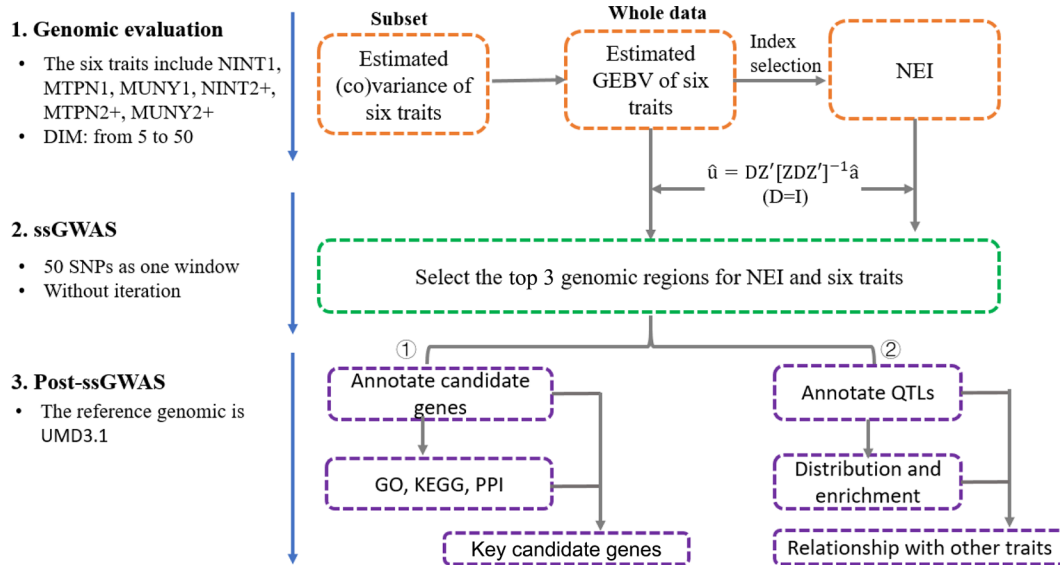 1. Genomic evaluation
• The six traits include NINT1,
MTPN1, MUNY1, NINT2+,
MTPN2+, MUNY2+
• DIM: from 5 to 50
Subset
Estimated
(co)variance of
six traits
Whole data
Estimated
GEBV of six
traits
Index
selection
NEI
û = DZ′[ZDZ′]⁻¹â
(D=I)
2. ssGWAS
• 50 SNPs as one window
• Without iteration
Select the top 3 genomic regions for NEI and six traits
3. Post-ssGWAS
• The reference genomic is
UMD3.1
①
Annotate candidate
genes
GO, KEGG, PPI
Key candidate genes
②
Annotate QTLs
Distribution and
enrichment
Relationship with other traits